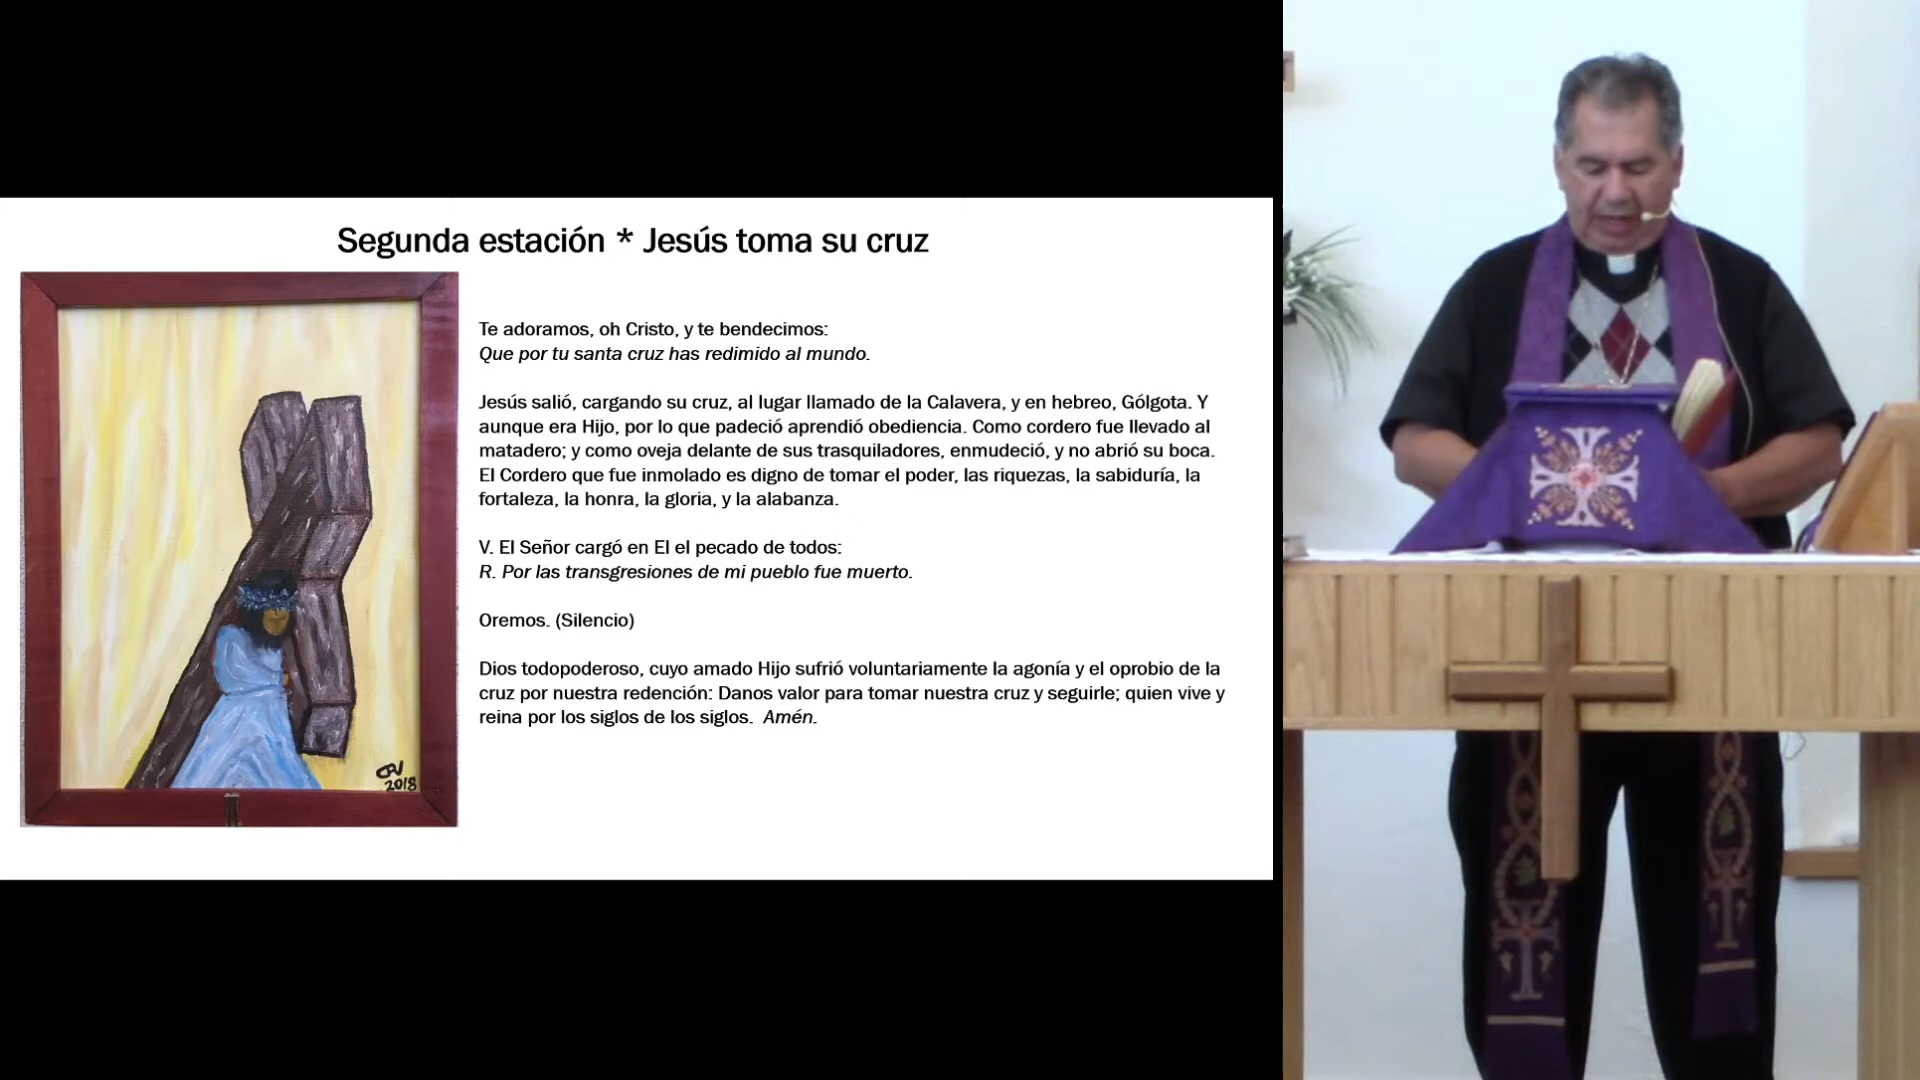 Segunda estación * Jesús toma su cruz
Te adoramos, oh Cristo, y te bendecimos:
Que por tu santa cruz has redimido al mundo.
Jesús salió, cargando su cruz, al lugar llamado de la Calavera, y en hebreo, Gólgota. Y
aunque era Hijo, por lo que padeció aprendió obediencia. Como cordero fue llevado al
matadero; y como oveja delante de sus trasquiladores, enmudeció, y no abrió su boca.
El Cordero que fue inmolado es digno de tomar el poder, las riquezas, la sabiduría, la
fortaleza, la honra, la gloria, y la alabanza.
V. El Señor cargó en El el pecado de todos:
R. Por las transgresiones de mi pueblo fue muerto.
Oremos. (Silencio)
Dios todopoderoso, cuyo amado Hijo sufrió voluntariamente la agonía y el oprobio de la
cruz por nuestra redención: Danos valor para tomar nuestra cruz y seguirle; quien vive y
reina por los siglos de los siglos. Amén.
2018